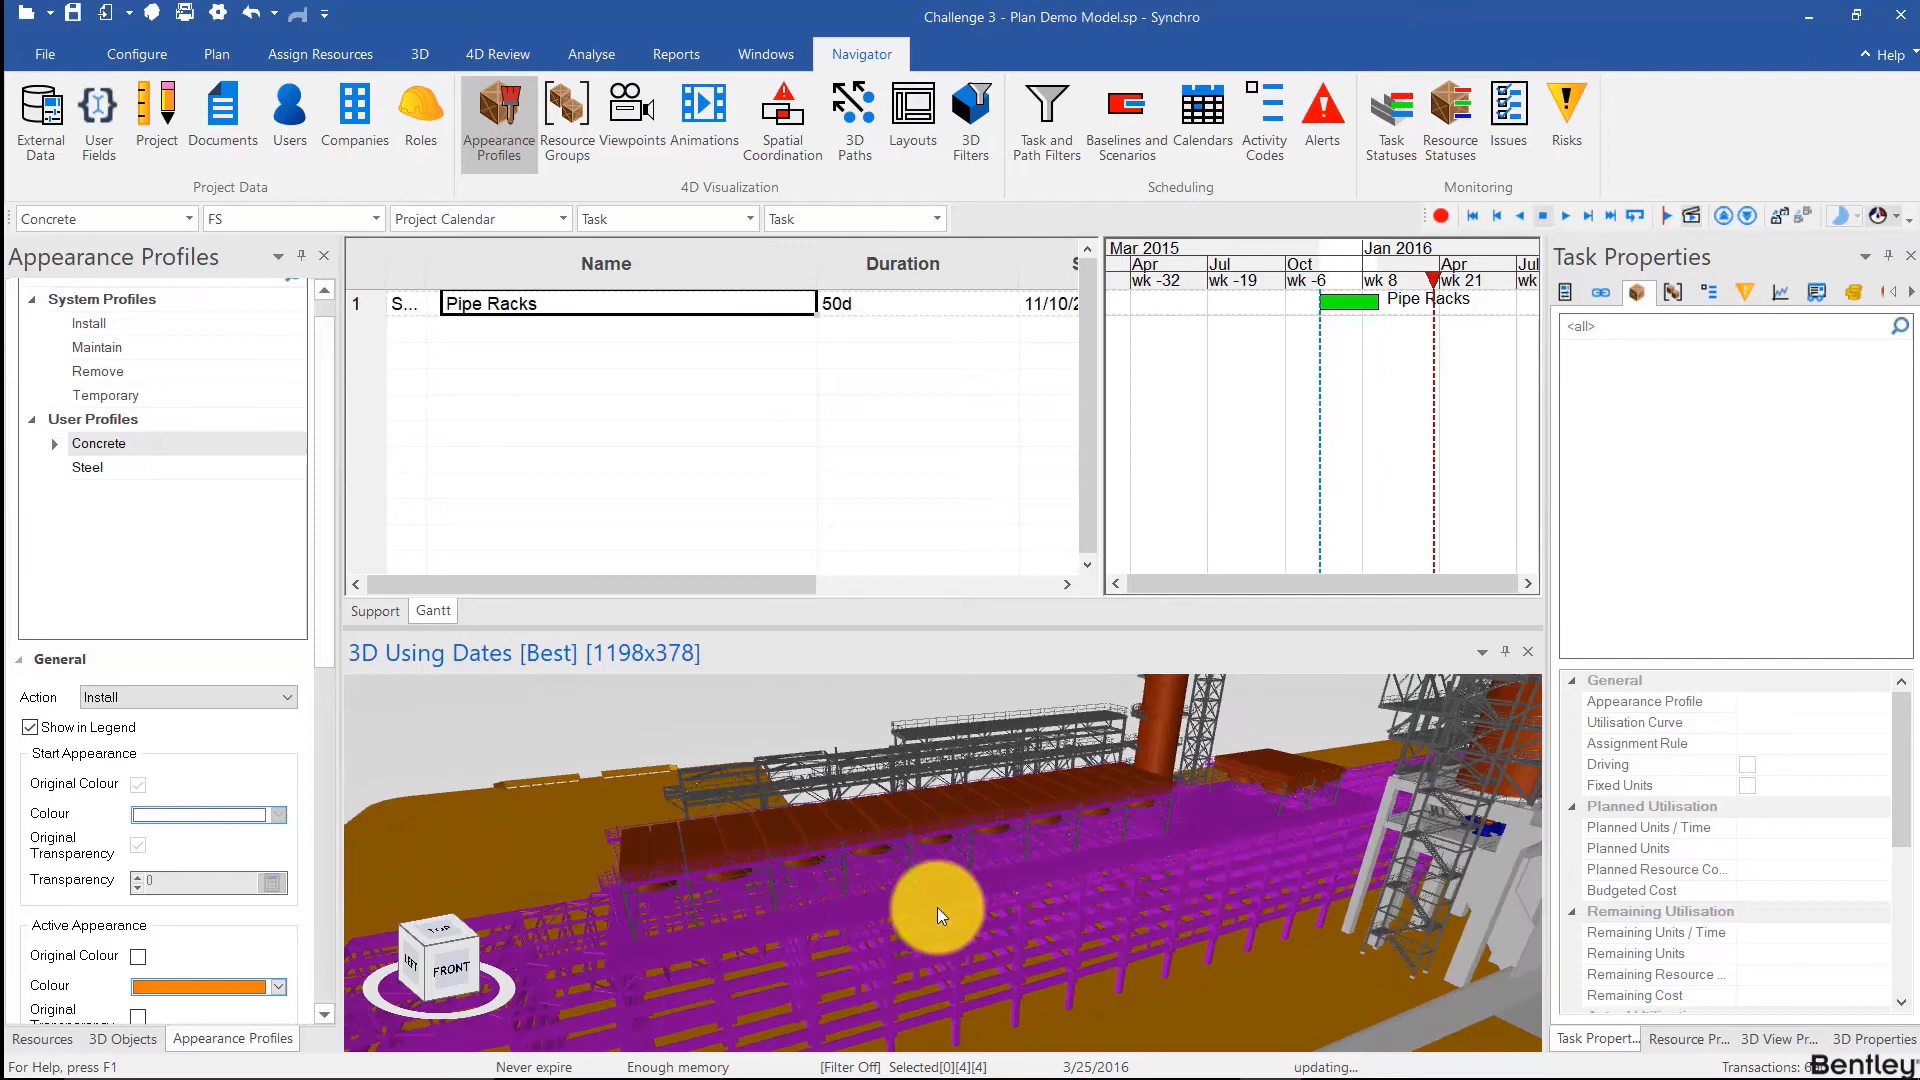 Challenge 3 - Plan Demo Model.sp - Synchro
File Configure Plan Assign Resources 3D 4D Review Analyse Reports Windows Navigator Help
External Data
User Fields
Project
Documents
Users
Companies
Roles
Project Data
Appearance Profiles
Resource Groups
Viewpoints
Animations
Spatial Coordination
3D Paths
Layouts
3D Filters
4D Visualization
Task and Path Filters
Baselines and Scenarios
Calendars
Activity Codes
Alerts
Scheduling
Task Statuses
Resource Statuses
Issues
Risks
Monitoring
Concrete FS Project Calendar Task Task
Appearance Profiles
System Profiles
Install
Maintain
Remove
Temporary
User Profiles
Concrete
Steel
General
Action Install
Show in Legend
Start Appearance
Original Colour
Colour
Original Transparency
Transparency 0
Active Appearance
Original Colour
Colour
Original
Resources 3D Objects Appearance Profiles
Name Duration S
1 S... Pipe Racks 50d 11/10/2
Support Gantt
Mar 2015 Jan 2016
Apr Jul Oct Apr Jul
wk -32 wk -19 wk -6 wk 8 wk 21 wk
Pipe Racks
3D Using Dates [Best] [1198x378]
TOP
LEFT FRONT
Task Properties
<all>
General
Appearance Profile
Utilisation Curve
Assignment Rule
Driving
Fixed Units
Planned Utilisation
Planned Units / Time
Planned Units
Planned Resource Co...
Budgeted Cost
Remaining Utilisation
Remaining Units / Time
Remaining Units
Remaining Resource ...
Remaining Cost
Task Propert... Resource Pr... 3D View Pr... 3D Properties
For Help, press F1 Never expire Enough memory [Filter Off] Selected[0][4][4] 3/25/2016 updating... Transactions: 6
Bentley